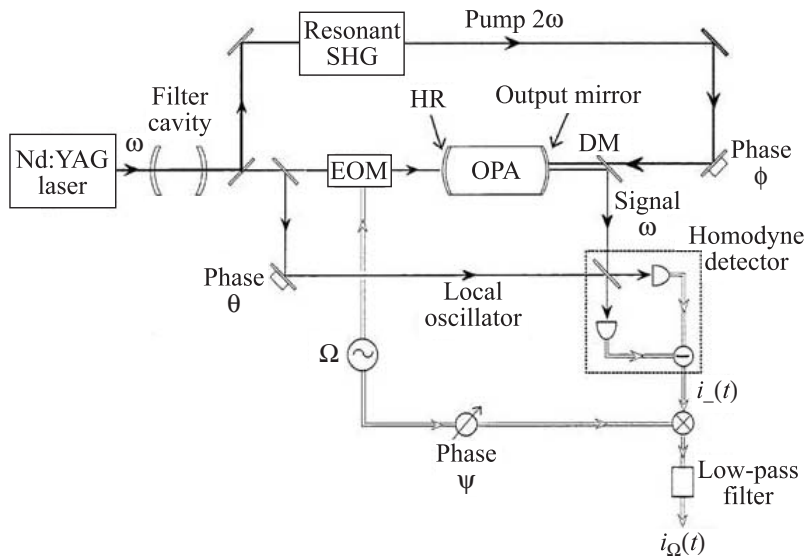 Resonant
SHG
Pump 2ω
Filter
cavity
HR
Output mirror
Nd:YAG
laser
ω
EOM
OPA
DM
Phase
ϕ
Signal
ω
Homodyne
detector
Phase
θ
Local
oscillator
Ω
i_(t)
Phase
ψ
Low-pass
filter
iΩ(t)